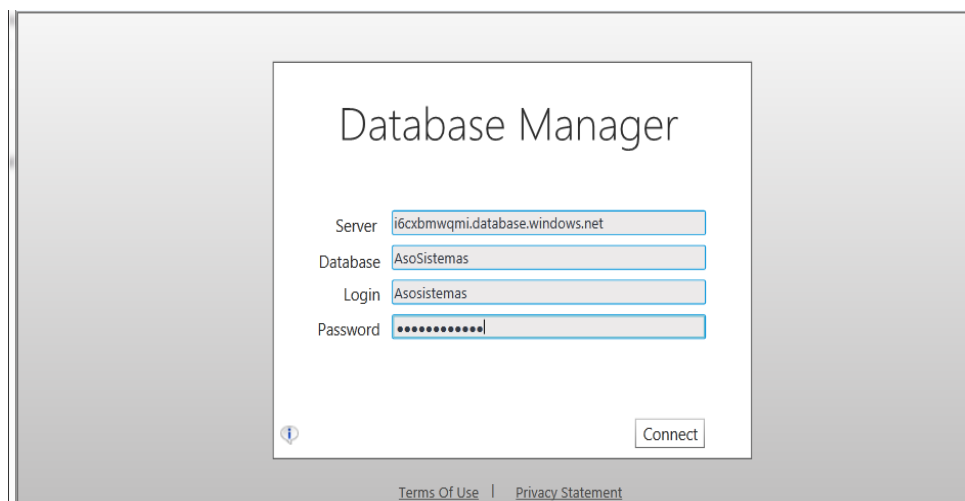 Database Manager
Server i6cxbmwqmi.database.windows.net
Database AsoSistemas
Login Asosistemas
Password ●●●●●●●●●●●●
Connect
Terms Of Use | Privacy Statement